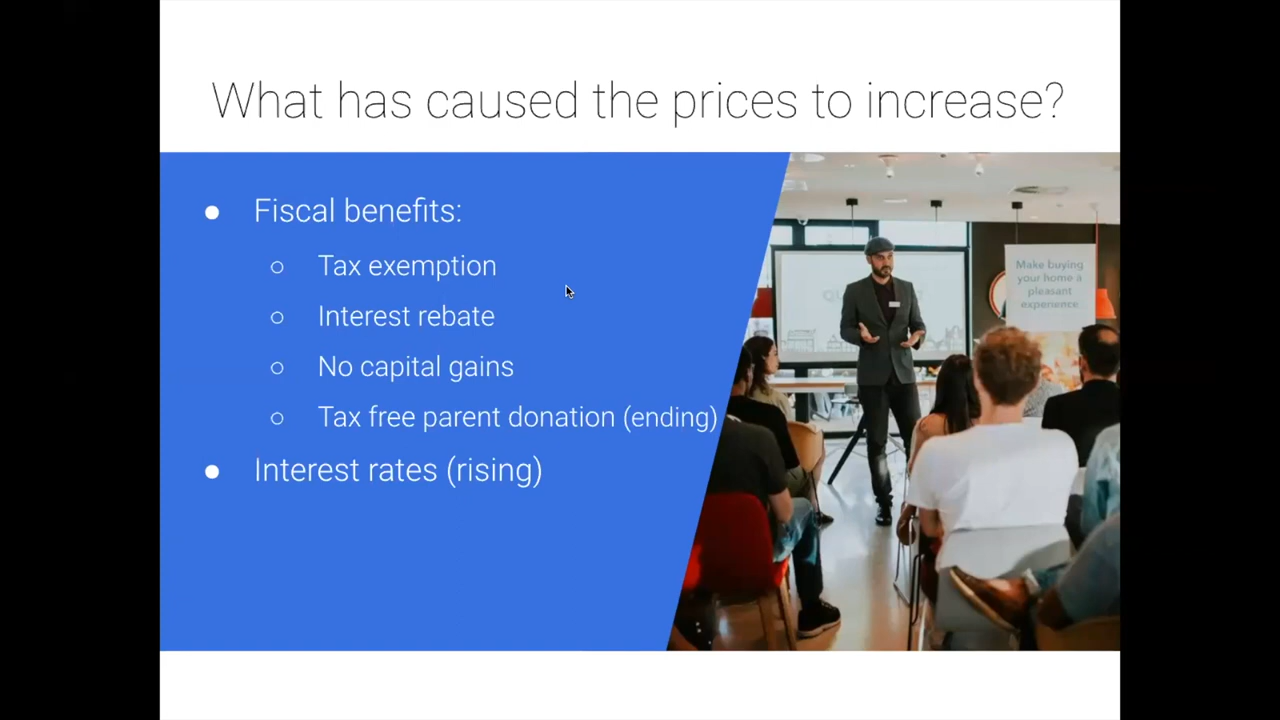 What has caused the prices to increase?
● Fiscal benefits:
○ Tax exemption
○ Interest rebate
○ No capital gains
○ Tax free parent donation (ending)
● Interest rates (rising)
Make buying
your home a
pleasant
experience